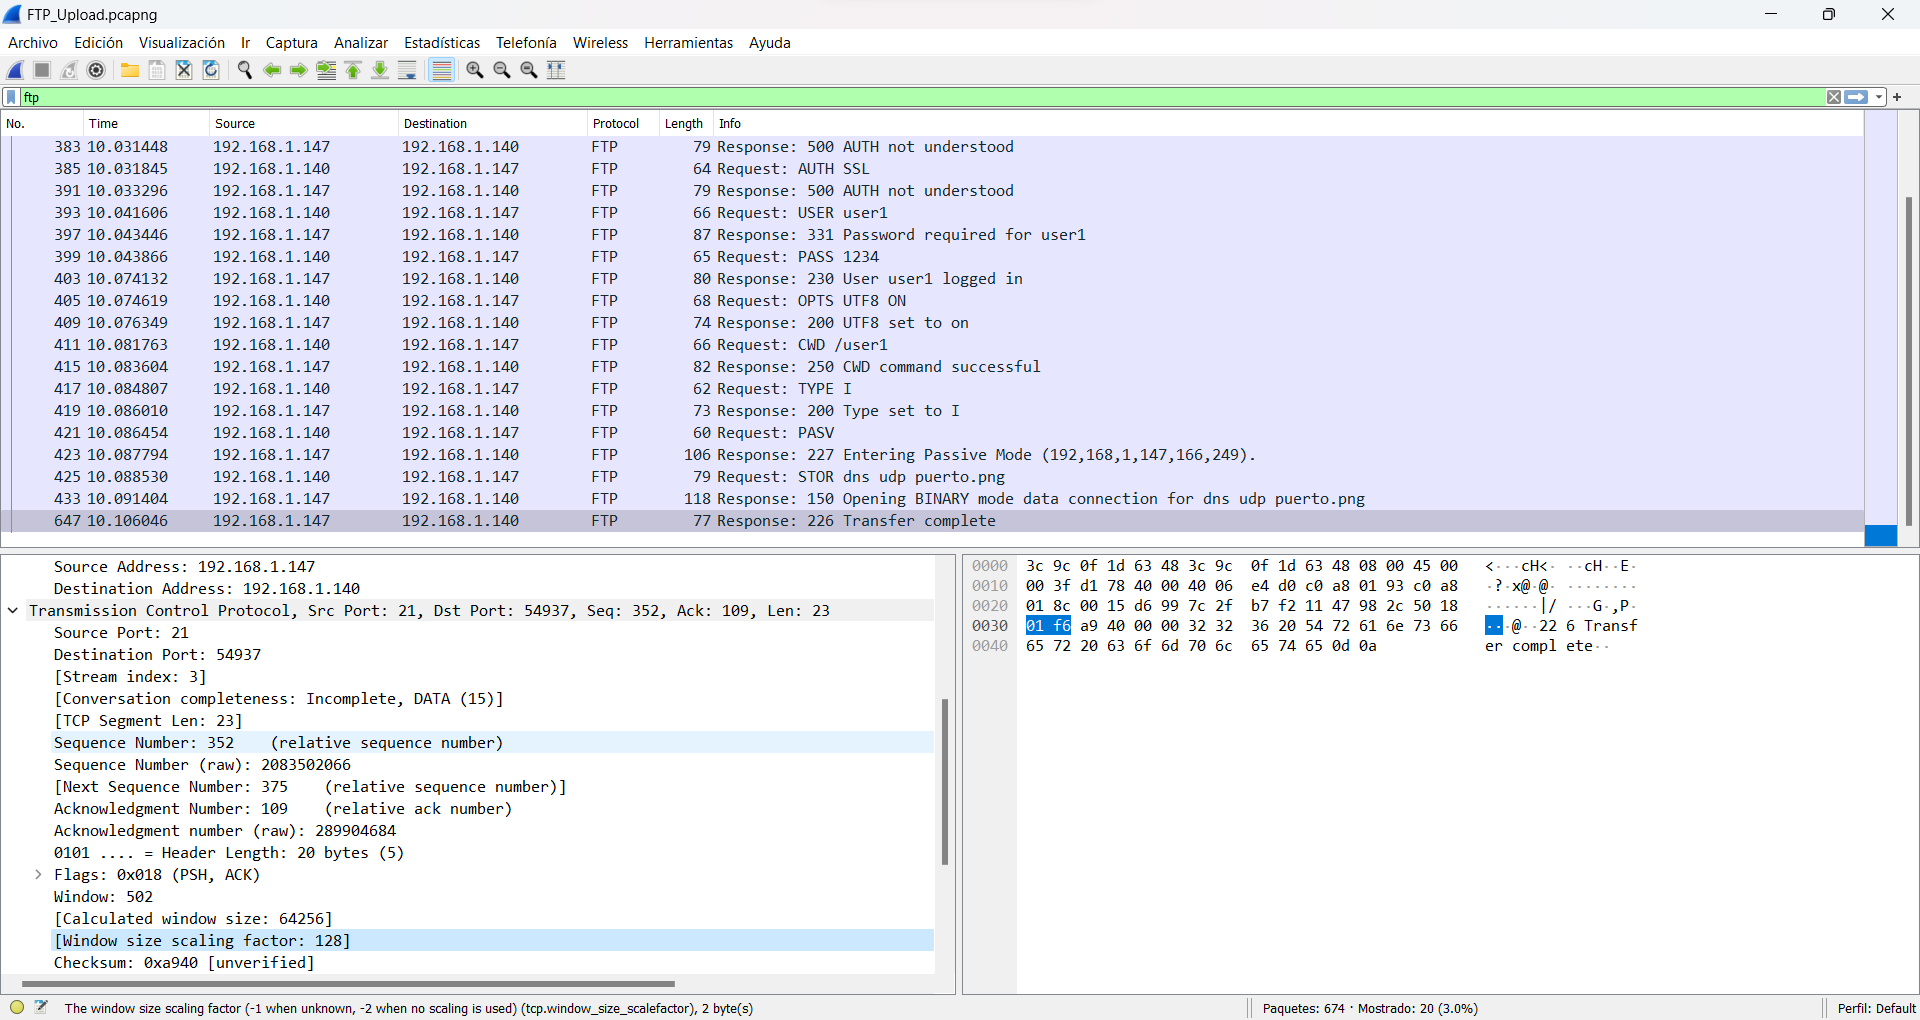 FTP_Upload.pcapng
Archivo Edición Visualización Ir Captura Analizar Estadísticas Telefonía Wireless Herramientas Ayuda
ftp
No. Time Source Destination Protocol Length Info
383 10.031448 192.168.1.147 192.168.1.140 FTP 79 Response: 500 AUTH not understood
385 10.031845 192.168.1.140 192.168.1.147 FTP 64 Request: AUTH SSL
391 10.033296 192.168.1.147 192.168.1.140 FTP 79 Response: 500 AUTH not understood
393 10.041606 192.168.1.140 192.168.1.147 FTP 66 Request: USER user1
397 10.043446 192.168.1.147 192.168.1.140 FTP 87 Response: 331 Password required for user1
399 10.043866 192.168.1.140 192.168.1.147 FTP 65 Request: PASS 1234
403 10.074132 192.168.1.147 192.168.1.140 FTP 80 Response: 230 User user1 logged in
405 10.074619 192.168.1.140 192.168.1.147 FTP 68 Request: OPTS UTF8 ON
409 10.076349 192.168.1.147 192.168.1.140 FTP 74 Response: 200 UTF8 set to on
411 10.081763 192.168.1.140 192.168.1.147 FTP 66 Request: CWD /user1
415 10.083604 192.168.1.147 192.168.1.140 FTP 82 Response: 250 CWD command successful
417 10.084807 192.168.1.140 192.168.1.147 FTP 62 Request: TYPE I
419 10.086010 192.168.1.147 192.168.1.140 FTP 73 Response: 200 Type set to I
421 10.086454 192.168.1.140 192.168.1.147 FTP 60 Request: PASV
423 10.087794 192.168.1.147 192.168.1.140 FTP 106 Response: 227 Entering Passive Mode (192,168,1,147,166,249).
425 10.088530 192.168.1.140 192.168.1.147 FTP 79 Request: STOR dns udp puerto.png
433 10.091404 192.168.1.147 192.168.1.140 FTP 118 Response: 150 Opening BINARY mode data connection for dns udp puerto.png
647 10.106046 192.168.1.147 192.168.1.140 FTP 77 Response: 226 Transfer complete
Source Address: 192.168.1.147
Destination Address: 192.168.1.140
Transmission Control Protocol, Src Port: 21, Dst Port: 54937, Seq: 352, Ack: 109, Len: 23
Source Port: 21
Destination Port: 54937
[Stream index: 3]
[Conversation completeness: Incomplete, DATA (15)]
[TCP Segment Len: 23]
Sequence Number: 352 (relative sequence number)
Sequence Number (raw): 2083502066
[Next Sequence Number: 375 (relative sequence number)]
Acknowledgment Number: 109 (relative ack number)
Acknowledgment number (raw): 289904684
0101 .... = Header Length: 20 bytes (5)
Flags: 0x018 (PSH, ACK)
Window: 502
[Calculated window size: 64256]
[Window size scaling factor: 128]
Checksum: 0xa940 [unverified]
0000 3c 9c 0f 1d 63 48 3c 9c 0f 1d 63 48 08 00 45 00 <···cH<· ··cH··E·
0010 00 3f d1 78 40 00 40 06 e4 d0 c0 a8 01 93 c0 a8 ·?·x@·@· ········
0020 01 8c 00 15 d6 99 7c 2f b7 f2 11 47 98 2c 50 18 ······|/ ···G·,P·
0030 01 f6 a9 40 00 00 32 32 36 20 54 72 61 6e 73 66 ···@··22 6 Transf
0040 65 72 20 63 6f 6d 70 6c 65 74 65 0d 0a er compl ete··
The window size scaling factor (-1 when unknown, -2 when no scaling is used) (tcp.window_size_scalefactor), 2 byte(s)
Paquetes: 674 · Mostrado: 20 (3.0%)
Perfil: Default